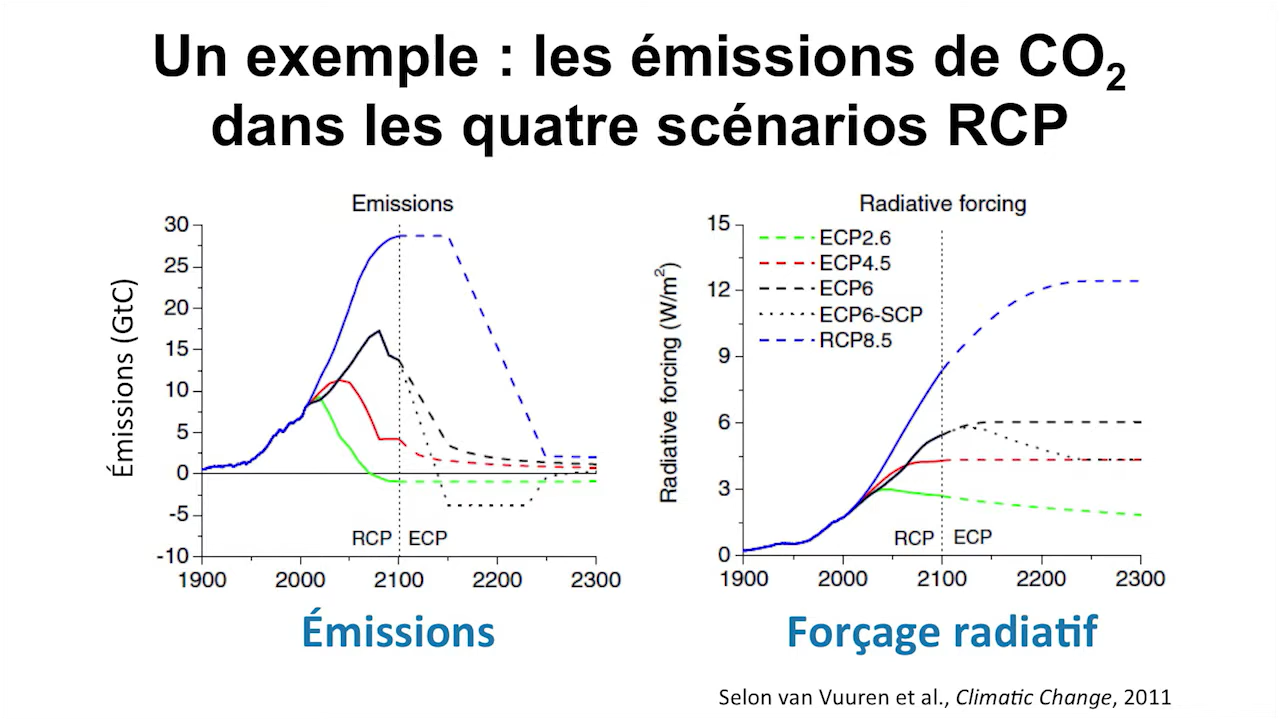 Un exemple : les émissions de CO2
dans les quatre scénarios RCP
Emissions
Émissions (GtC)
30
25
20
15
10
5
0
-5
-10
RCP
ECP
1900
2000
2100
2200
2300
Émissions
Radiative forcing
Radiative forcing (W/m2)
15
12
9
6
3
0
ECP2.6
ECP4.5
ECP6
ECP6-SCP
RCP8.5
RCP
ECP
1900
2000
2100
2200
2300
Forçage radiatif
Selon van Vuuren et al., Climatic Change, 2011